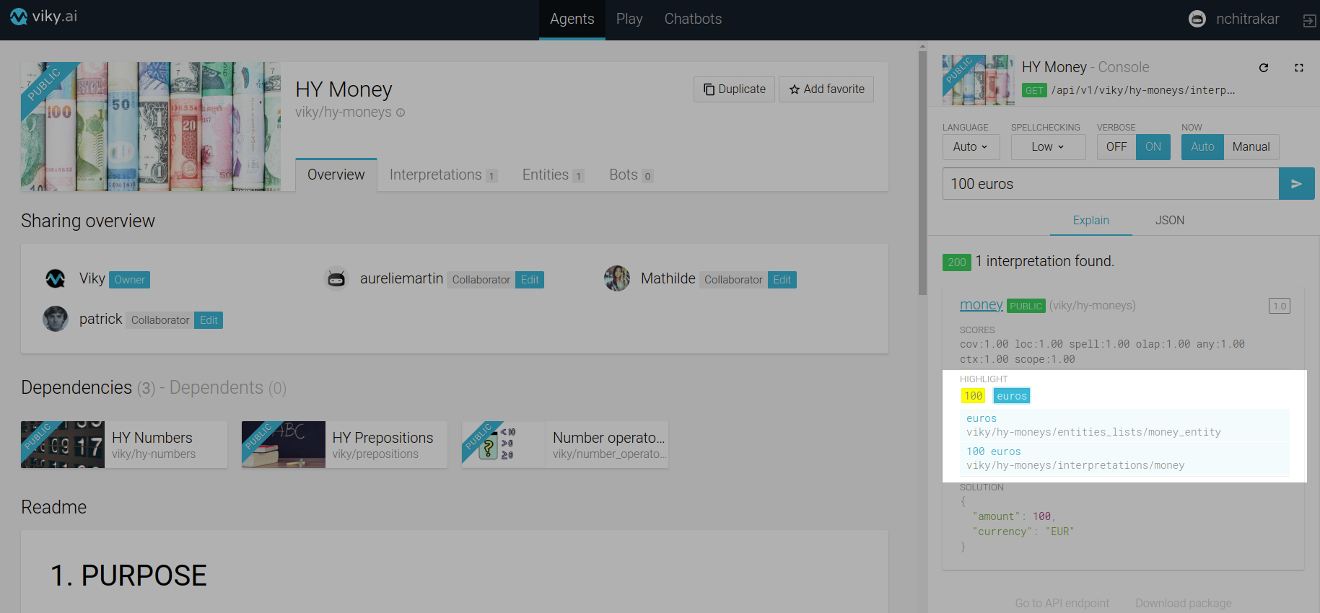 viky.ai
Agents Play Chatbots
nchitrakar
PUBLIC
HY Money
viky/hy-moneys
Duplicate
Add favorite
Overview
Interpretations 1
Entities 1
Bots 0
Sharing overview
Viky Owner
aureliemartin Collaborator Edit
Mathilde Collaborator Edit
patrick Collaborator Edit
Dependencies (3) - Dependents (0)
PUBLIC
HY Numbers
viky/hy-numbers
PUBLIC
HY Prepositions
viky/prepositions
PUBLIC
Number operato...
viky/number_operato...
Readme
1. PURPOSE
PUBLIC
HY Money - Console
GET /api/v1/viky/hy-moneys/interp...
LANGUAGE SPELLCHECKING VERBOSE NOW
Auto Low OFF ON Auto Manual
100 euros
Explain JSON
200 1 interpretation found.
money PUBLIC (viky/hy-moneys) 1.0
SCORES
cov:1.00 loc:1.00 spell:1.00 olap:1.00 any:1.00
ctx:1.00 scope:1.00
HIGHLIGHT
100 euros
euros
viky/hy-moneys/entities_lists/money_entity
100 euros
viky/hy-moneys/interpretations/money
SOLUTION
{
"amount": 100,
"currency": "EUR"
}
Go to API endpoint Download package